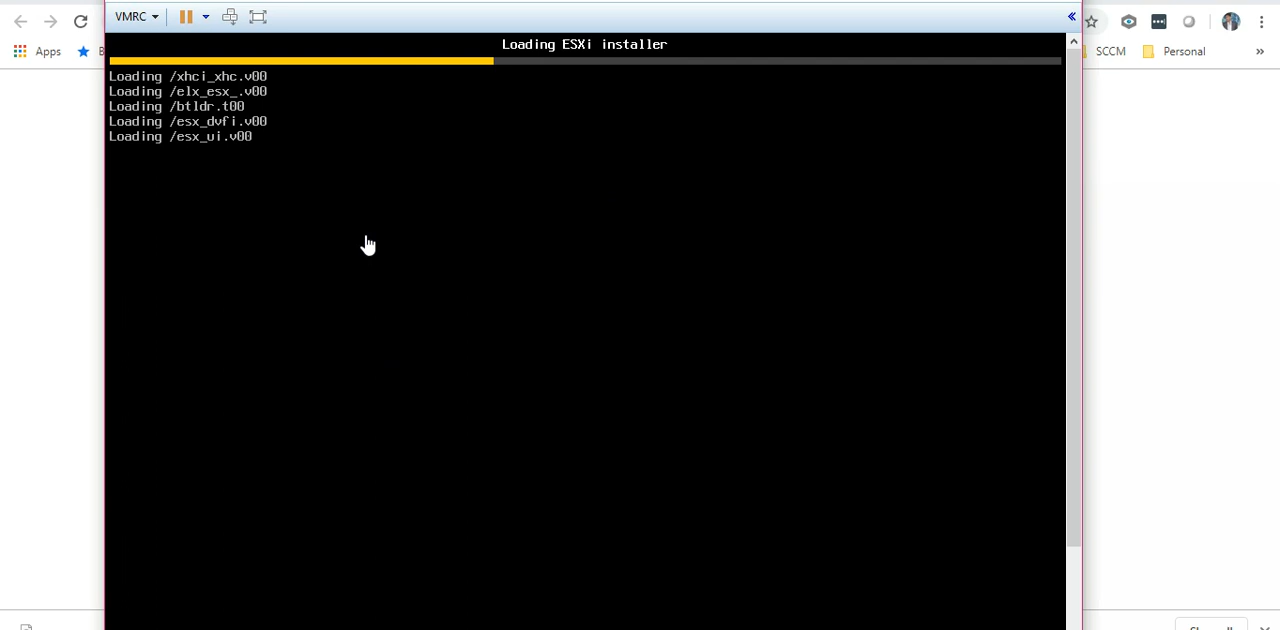 VMRC
Apps
SCCM
Personal
Loading ESXi installer
Loading /xhci_xhc.v00
Loading /elx_esx_.v00
Loading /btldr.t00
Loading /esx_dvfi.v00
Loading /esx_ui.v00